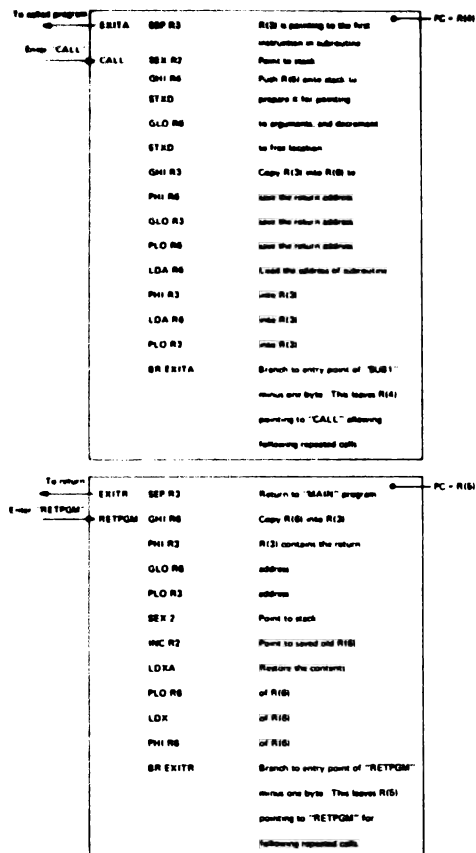 To called program
EXITA SEP R3 R(3) is pointing to the first PC = R(4)
instruction in subroutine
Enter "CALL"
CALL SEX R2 Point to stack
GHI R6 Push R(6) onto stack to
STXD prepare it for pointing
GLO R6 to arguments, and decrement
STXD to free location
GHI R3 Copy R(3) into R(6) to
PHI R6 save the return address
GLO R3 save the return address
PLO R6 save the return address
LDA R6 Load the address of subroutine
PHI R3 into R(3)
LDA R6 into R(3)
PLO R3 into R(3)
BR EXITA Branch to entry point of "SUB1"
minus one byte. This leaves R(4)
pointing to "CALL" allowing
following repeated calls
To return
EXITR SEP R3 Return to "MAIN" program PC = R(5)
Enter "RETPGM"
RETPGM GHI R6 Copy R(6) into R(3)
PHI R3 R(3) contains the return
GLO R6 address
PLO R3 address
SEX 2 Point to stack
INC R2 Point to saved old R(6)
LDXA Restore the contents
PLO R6 of R(6)
LDX of R(6)
PHI R6 of R(6)
BR EXITR Branch to entry point of "RETPGM"
minus one byte. This leaves R(5)
pointing to "RETPGM" for
following repeated calls